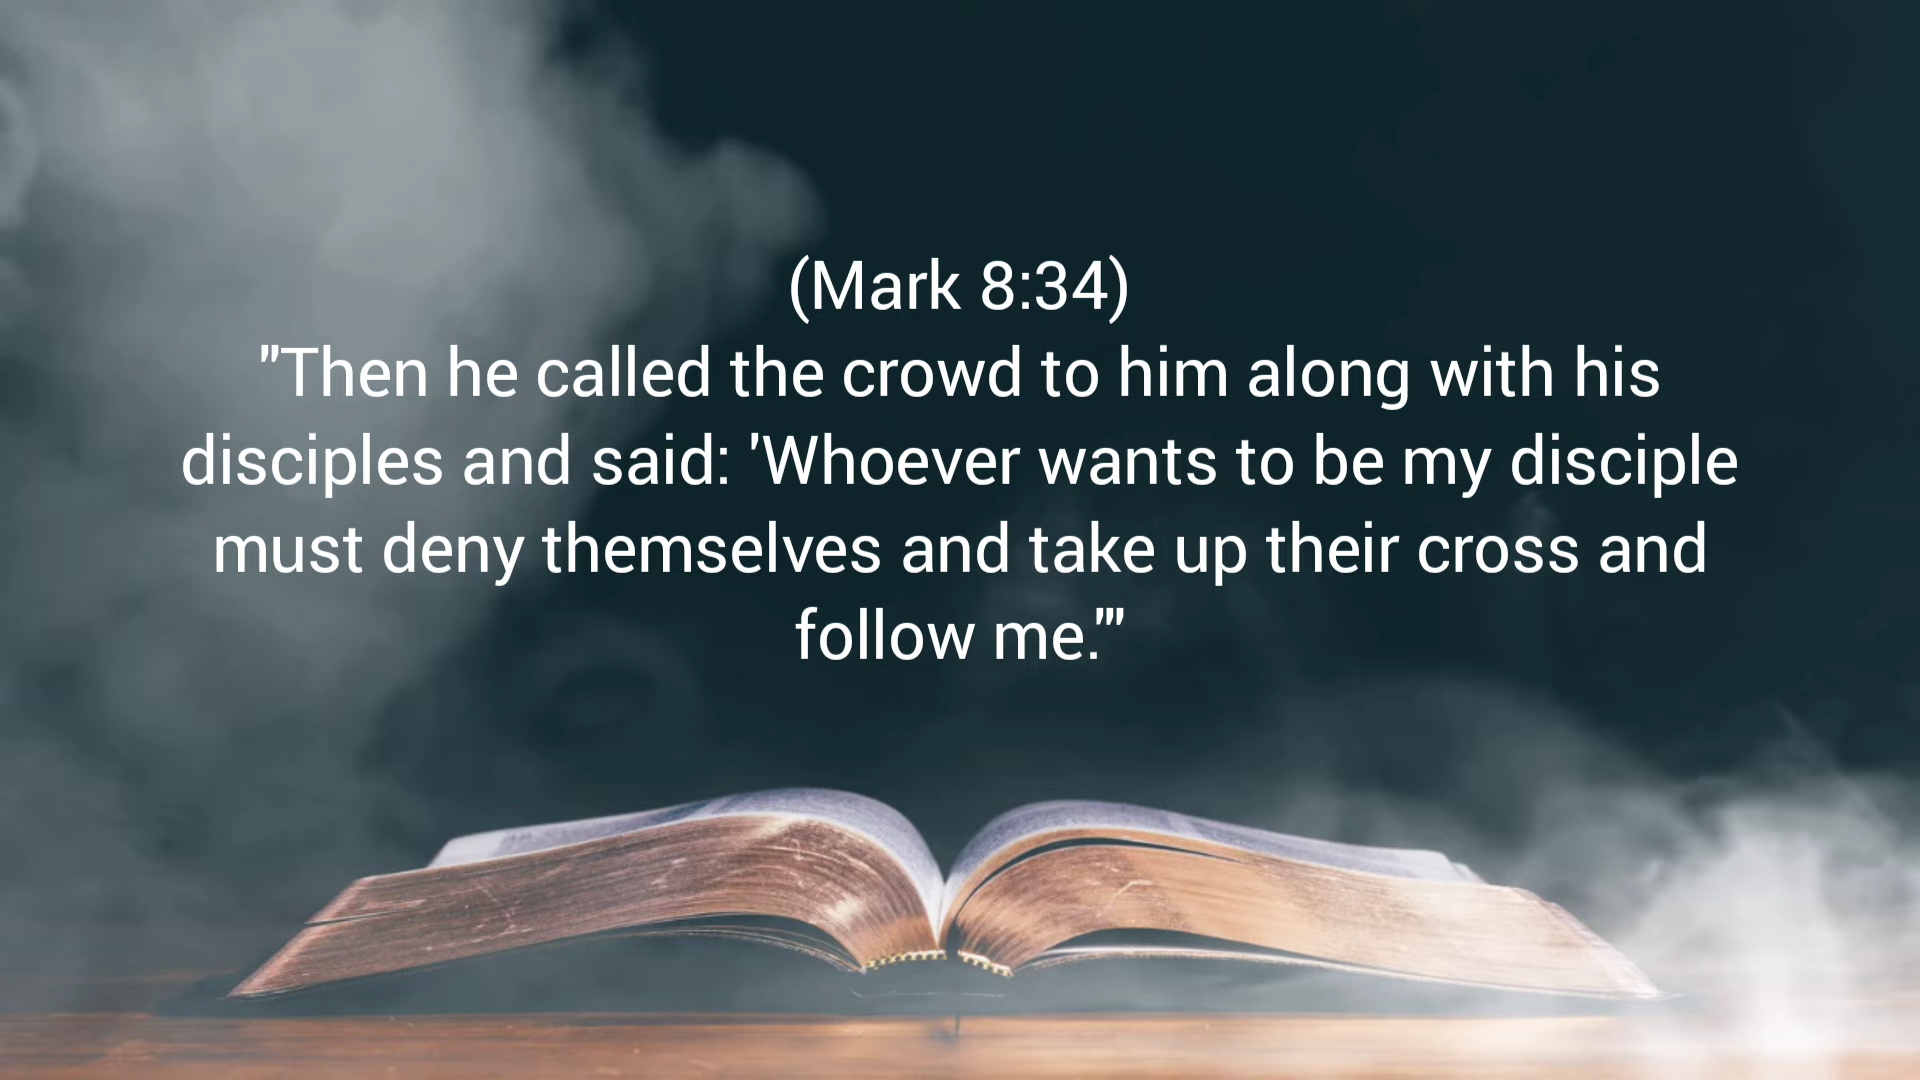 (Mark 8:34)
"Then he called the crowd to him along with his
disciples and said: 'Whoever wants to be my disciple
must deny themselves and take up their cross and
follow me.'"